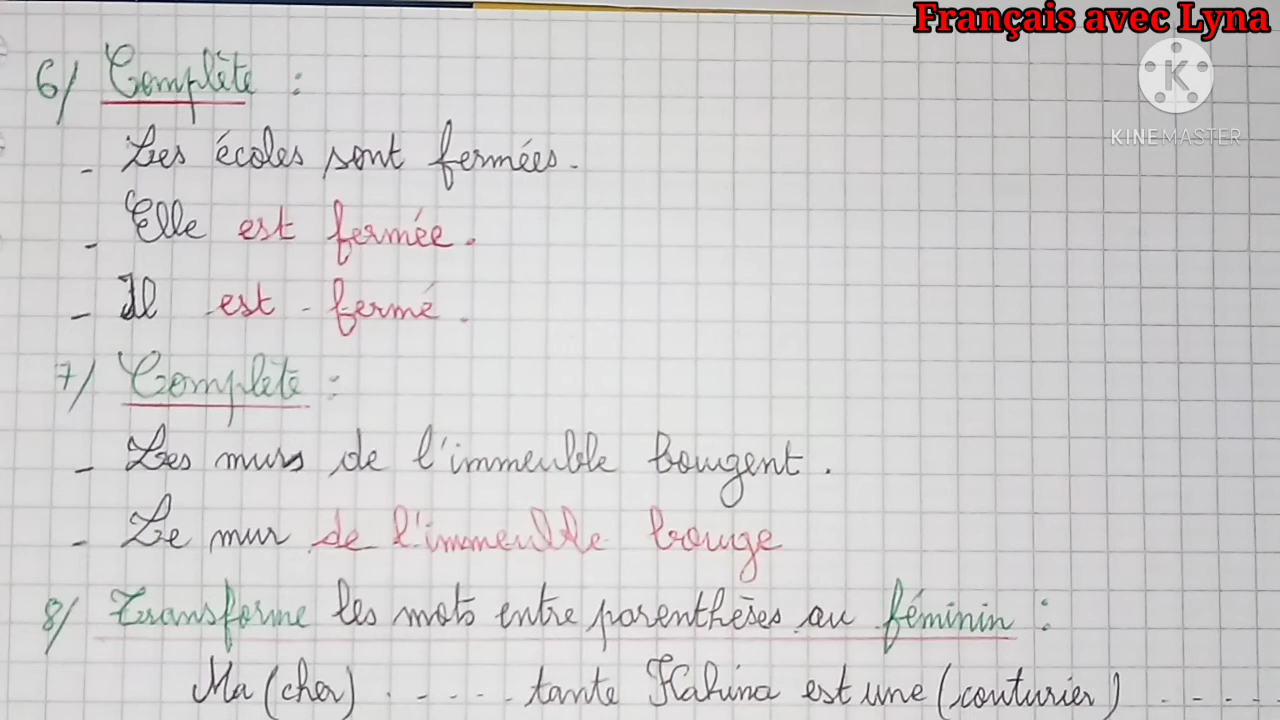 Français avec Lyna
KINEMASTER
6/ Complète :
- Les écoles sont fermées.
- Elle est fermée.
- Il est fermé.
7/ Complète :
- Les murs de l'immeuble bougent.
- Le mur de l'immeuble bouge
8/ Transforme les mots entre parenthèses au féminin :
Ma (cher) ..... tante Kahina est une (couturier) ....